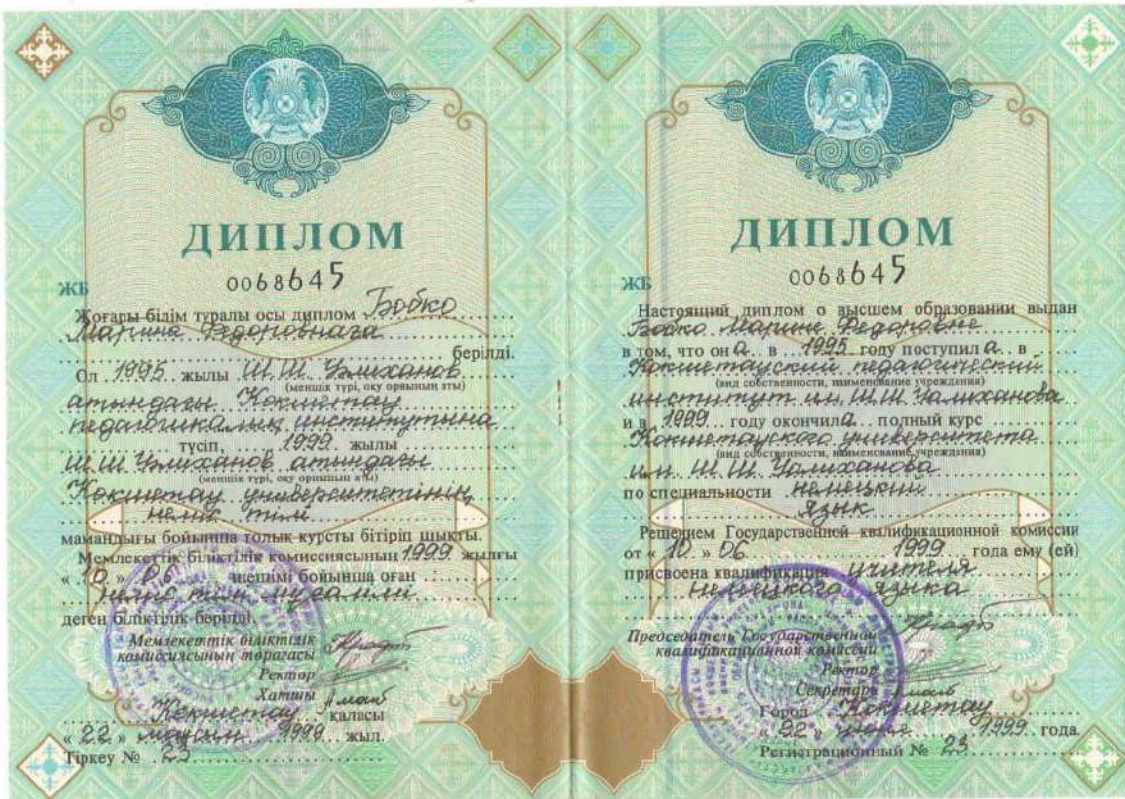 ДИПЛОМ
ЖБ 0068645
Жоғары білім туралы осы диплом Бобко
Марина Федоровнаға
берілді.
Ол 1995 жылы Ш.Ш. Уәлиханов
(меншік түрі, оқу орнының аты)
атындағы Көкшетау
педагогикалық институтына
түсіп, 1999 жылы
Ш.Ш. Уәлиханов атындағы
(меншік түрі, оқу орнының аты)
Көкшетау университетінің
неміс тілі
мамандығы бойынша толық курсты бітіріп шықты.
Мемлекеттік біліктілік комиссиясының 1999 жылғы
« 10 » 06 шешімі бойынша оған
неміс тілі мұғалімі
деген біліктілік берілді.
Мемлекеттік біліктілік
комиссиясының төрағасы
Ректор
Хатшы
Көкшетау қаласы
« 22 » маусым 1999 жыл.
Тіркеу № 23
ДИПЛОМ
ЖБ 0068645
Настоящий диплом о высшем образовании выдан
Бобко Марине Федоровне
в том, что он а в 1995 году поступил а в
Кокшетауский педагогический
(вид собственности, наименование учреждения)
институт им. Ш.Ш. Уалиханова
и в 1999 году окончил а полный курс
Кокшетауского университета
(вид собственности, наименование учреждения)
им. Ш.Ш. Уалиханова
по специальности немецкий
язык
Решением Государственной квалификационной комиссии
от « 10 » 06 1999 года ему (ей)
присвоена квалификация учителя
немецкого языка
Председатель Государственной
квалификационной комиссии
Ректор
Секретарь
Город Кокшетау
« 22 » июня 1999 года.
Регистрационный № 23